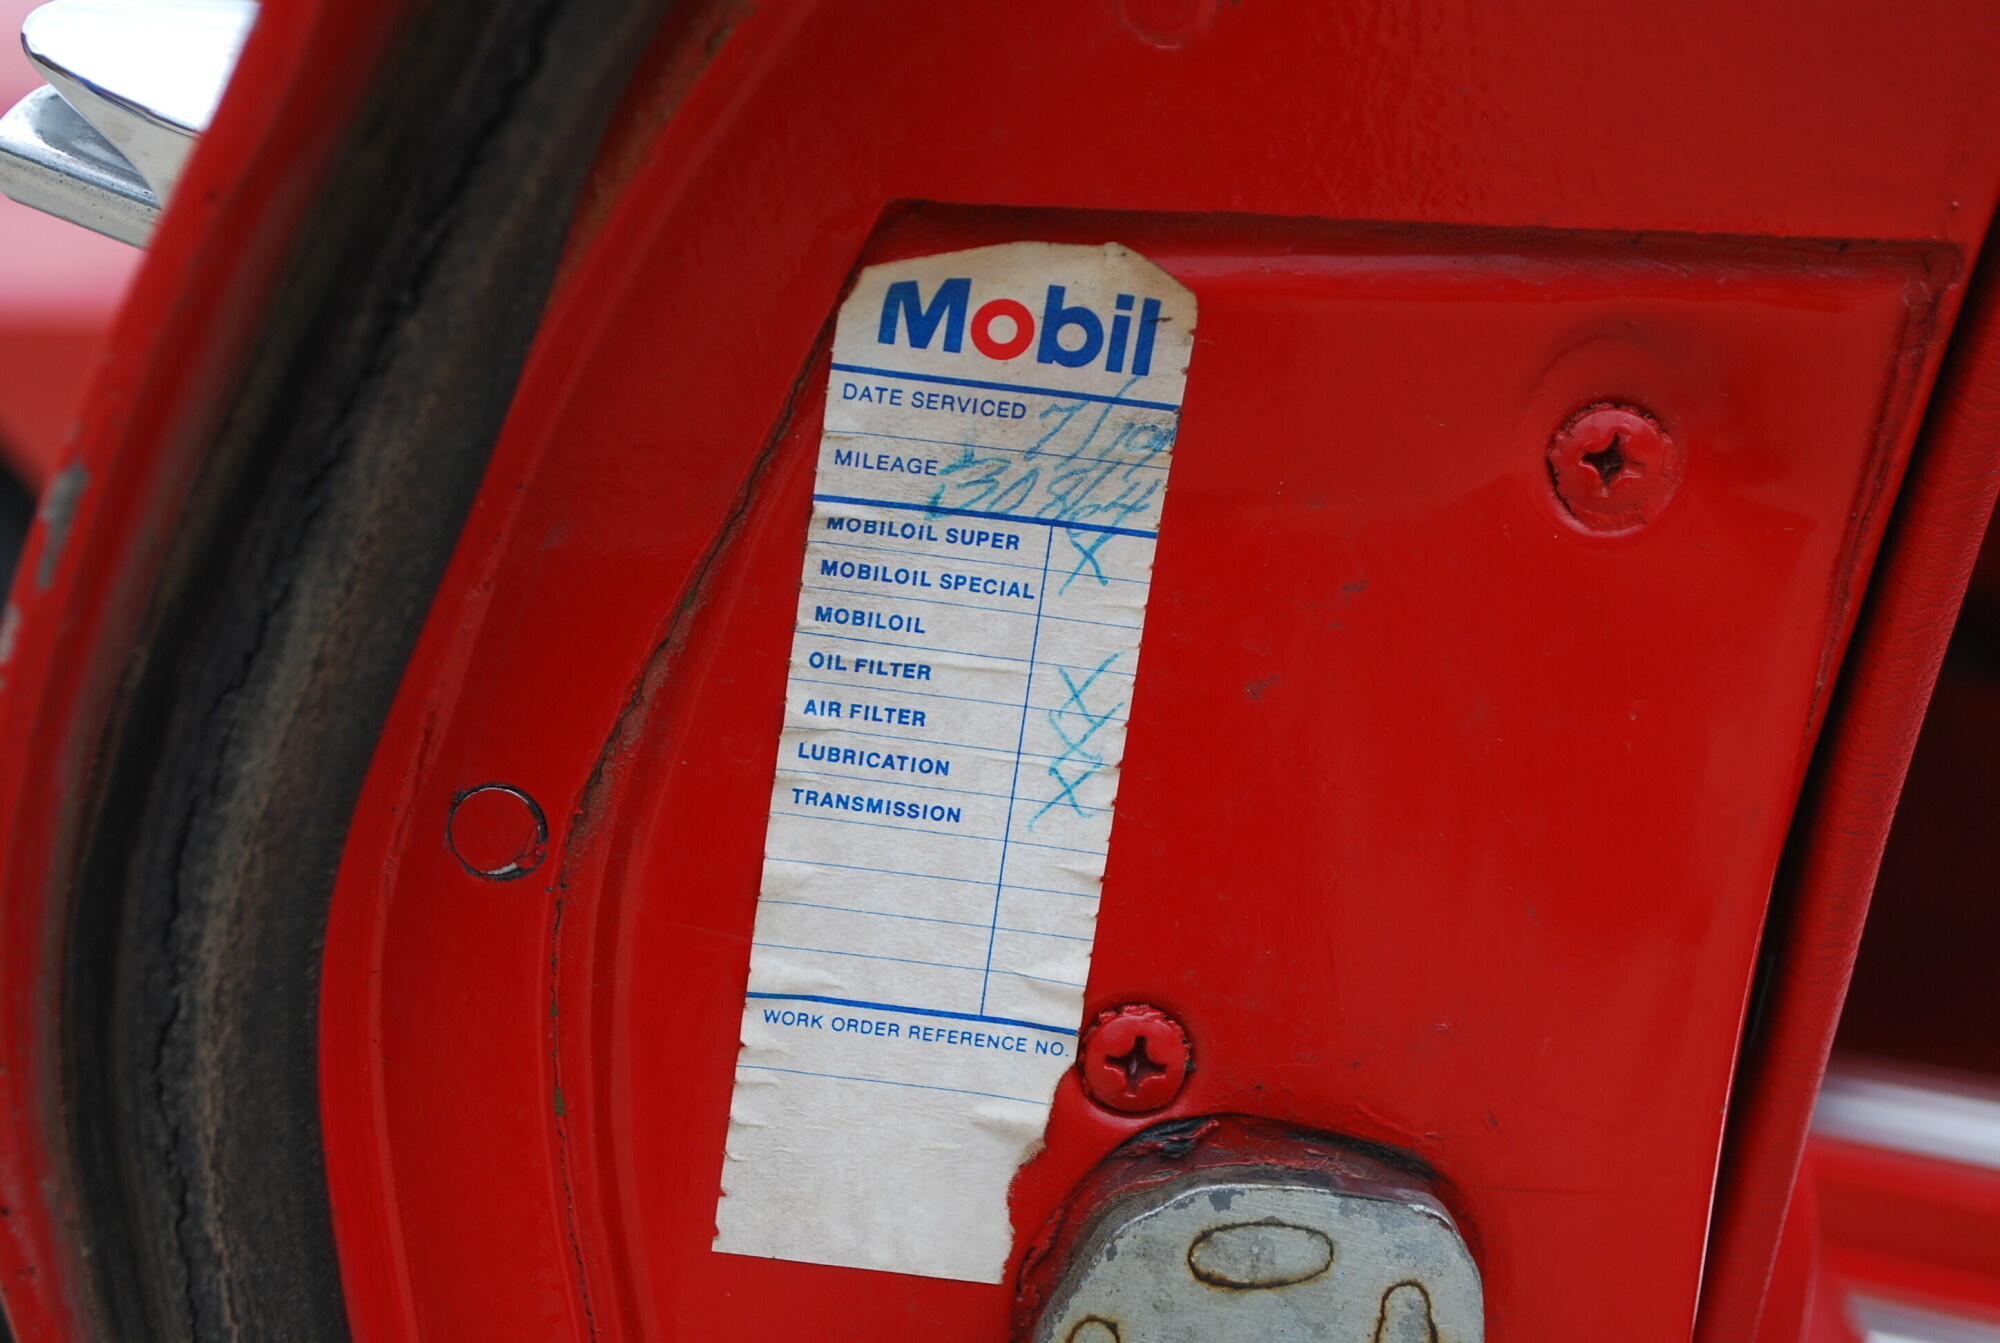 Mobil
DATE SERVICED
MILEAGE 30864
MOBILOIL SUPER X
MOBILOIL SPECIAL
MOBILOIL
OIL FILTER X
AIR FILTER X
LUBRICATION X
TRANSMISSION
WORK ORDER REFERENCE NO.